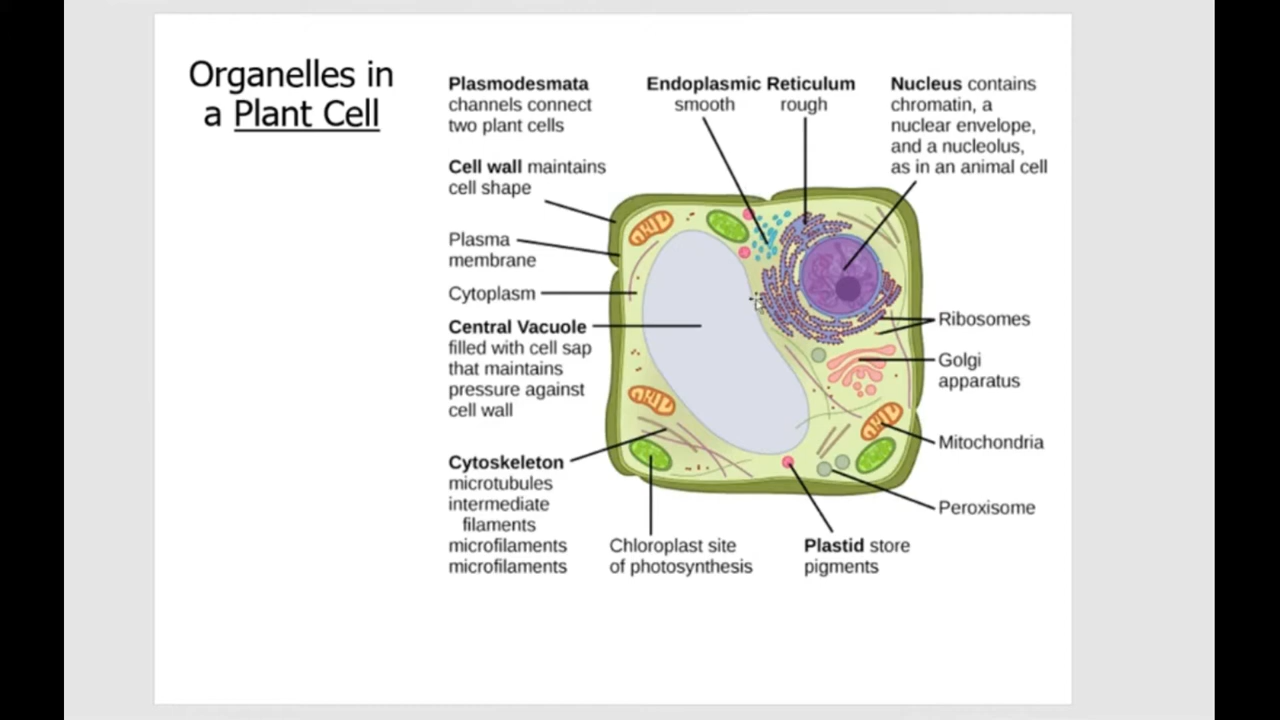 Organelles in
a Plant Cell
Plasmodesmata
channels connect
two plant cells
Cell wall maintains
cell shape
Plasma
membrane
Cytoplasm
Central Vacuole
filled with cell sap
that maintains
pressure against
cell wall
Cytoskeleton
microtubules
intermediate
filaments
microfilaments
microfilaments
Endoplasmic Reticulum
smooth rough
Nucleus contains
chromatin, a
nuclear envelope,
and a nucleolus,
as in an animal cell
Ribosomes
Golgi
apparatus
Mitochondria
Peroxisome
Chloroplast site
of photosynthesis
Plastid store
pigments